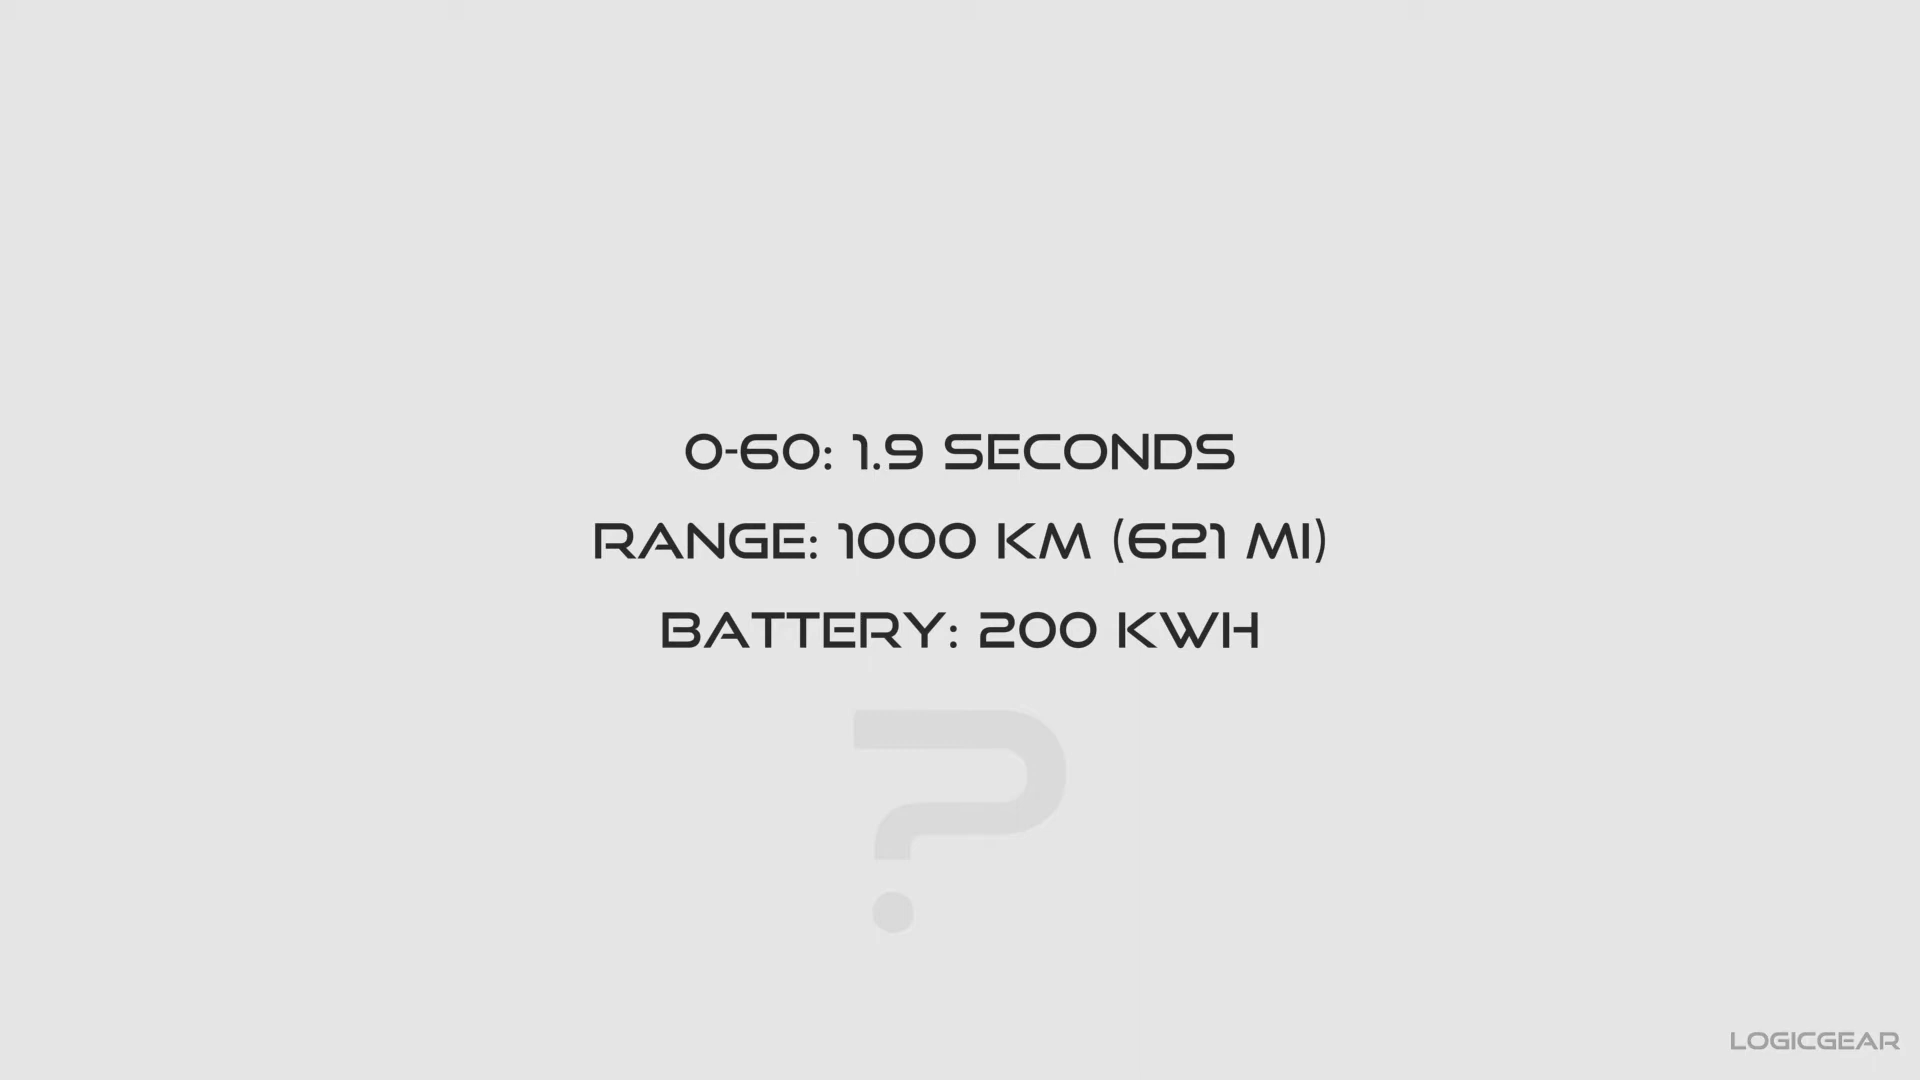 0-60: 1.9 SECONDS
RANGE: 1000 KM (621 MI)
BATTERY: 200 KWH
?
LOGICGEAR